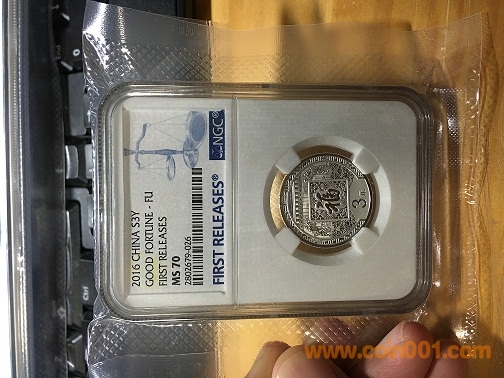 2016 CHINA S3Y
GOOD FORTUNE - FU
FIRST RELEASES
MS 70
2802679-026
NGC®
FIRST RELEASES®
福
3元
www.coin001.com